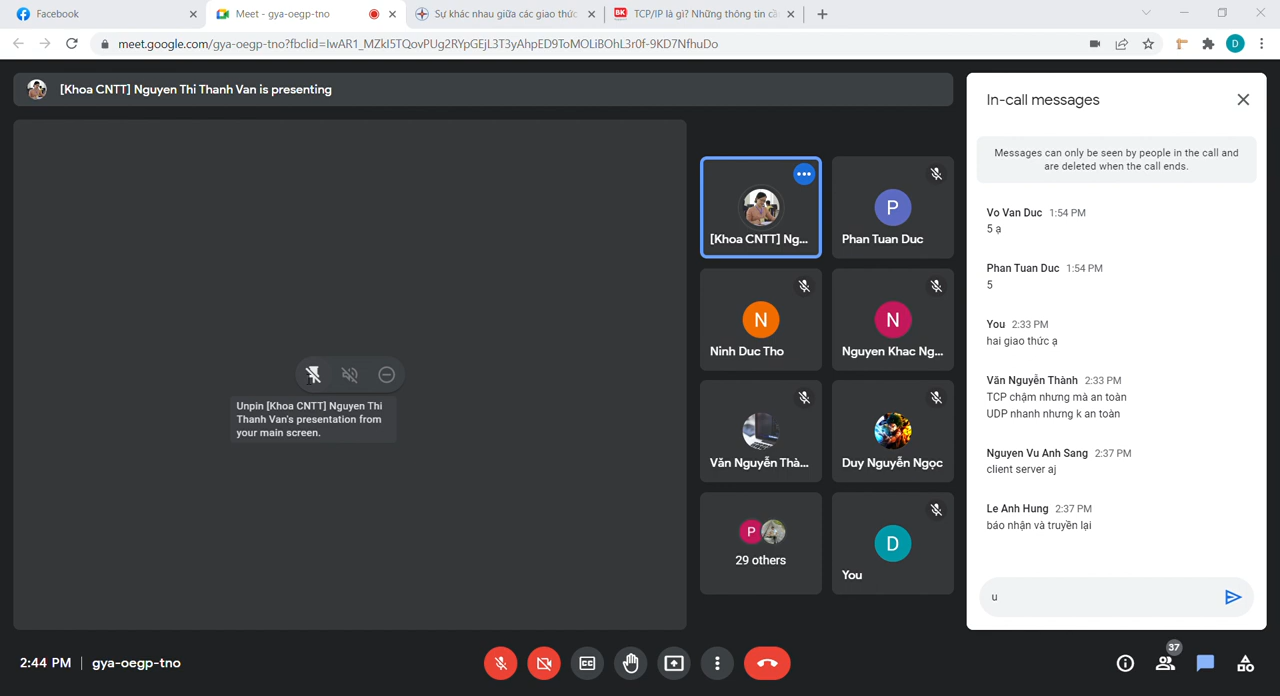 Facebook
Meet - gya-oegp-tno
Sự khác nhau giữa các giao thức
BK
TCP/IP là gì? Những thông tin cầ
meet.google.com/gya-oegp-tno?fbclid=IwAR1_MZkI5TQovPUg2RYpGEjL3T3yAhpED9ToMOLiBOhL3r0f-9KD7NfhuDo
D
[Khoa CNTT] Nguyen Thi Thanh Van is presenting
Unpin [Khoa CNTT] Nguyen Thi
Thanh Van's presentation from
your main screen.
[Khoa CNTT] Ng...
P
Phan Tuan Duc
N
Ninh Duc Tho
N
Nguyen Khac Ng...
Văn Nguyễn Thà...
Duy Nguyễn Ngọc
P
29 others
D
You
In-call messages
Messages can only be seen by people in the call and
are deleted when the call ends.
Vo Van Duc 1:54 PM
5 ạ
Phan Tuan Duc 1:54 PM
5
You 2:33 PM
hai giao thức ạ
Văn Nguyễn Thành 2:33 PM
TCP chậm nhưng mà an toàn
UDP nhanh nhưng k an toàn
Nguyen Vu Anh Sang 2:37 PM
client server aj
Le Anh Hung 2:37 PM
báo nhận và truyền lại
u
2:44 PM | gya-oegp-tno
CC
37